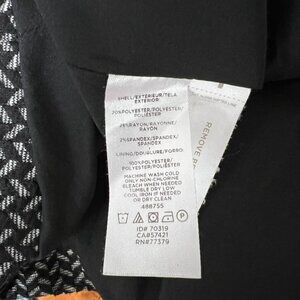 SHELL/EXTERIEUR/TELA
EXTERIOR
70%POLYESTER/POLYESTER/
POLIESTER
28%RAYON/RAYONNE/
RAYON
2%SPANDEX/SPANDEX/
SPANDEX
LINING/DOUBLURE/FORRO:
100%POLYESTER/
POLYESTER/POLIESTER
MACHINE WASH COLD
ONLY NON-CHLORINE
BLEACH WHEN NEEDED
TUMBLE DRY LOW
COOL IRON IF NEEDED
OR DRY CLEAN
488755
ID# 70319
CA#57421
RN#77379
REMOVE